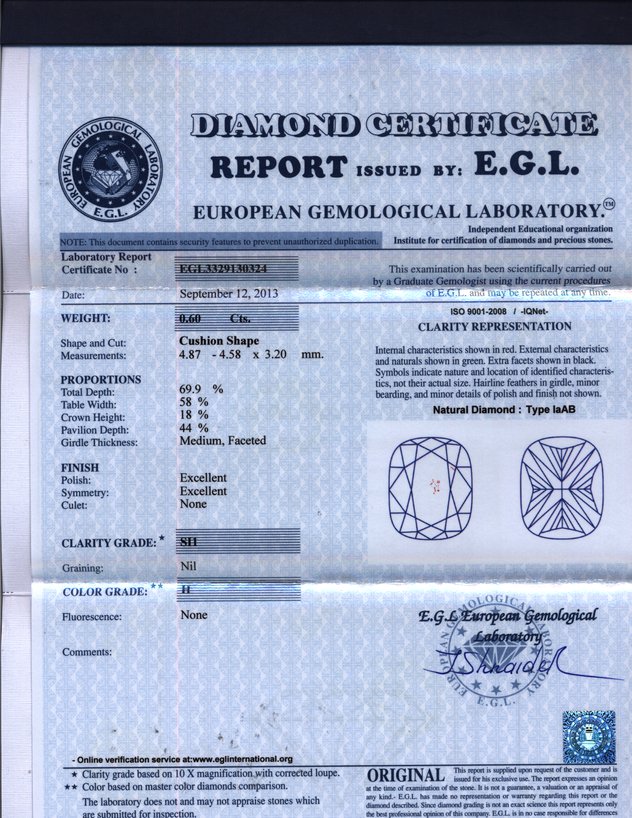 DIAMOND CERTIFICATE
REPORT ISSUED BY: E.G.L.
EUROPEAN GEMOLOGICAL LABORATORY.™
EUROPEAN GEMOLOGICAL LABORATORY
E.G.L.
Independent Educational organization
Institute for certification of diamonds and precious stones.
NOTE: This document contains security features to prevent unauthorized duplication.
Laboratory Report
Certificate No : EGL3329130324
Date: September 12, 2013
WEIGHT: 0.60 Cts.
Shape and Cut: Cushion Shape
Measurements: 4.87 - 4.58 x 3.20 mm.
PROPORTIONS
Total Depth: 69.9 %
Table Width: 58 %
Crown Height: 18 %
Pavilion Depth: 44 %
Girdle Thickness: Medium, Faceted
FINISH
Polish: Excellent
Symmetry: Excellent
Culet: None
CLARITY GRADE: ★ SI1
Graining: Nil
COLOR GRADE: ★★ H
Fluorescence: None
Comments:
- Online verification service at:www.eglinternational.org
★ Clarity grade based on 10 X magnification with corrected loupe.
★★ Color based on master color diamonds comparison.
The laboratory does not and may not appraise stones which
are submitted for inspection.
This examination has been scientifically carried out
by a Graduate Gemologist using the current procedures
of E.G.L. and may be repeated at any time.
ISO 9001-2008 / -IQNet-
CLARITY REPRESENTATION
Internal characteristics shown in red. External characteristics
and naturals shown in green. Extra facets shown in black.
Symbols indicate nature and location of identified characteris-
tics, not their actual size. Hairline feathers in girdle, minor
bearding, and minor details of polish and finish not shown.
Natural Diamond : Type IaAB
E.G.L European Gemological
Laboratory
EUROPEAN GEMOLOGICAL LABORATORY
E.G.L.
ORIGINAL
This report is supplied upon request of the customer and is
issued for his exclusive use. The report expresses an opinion
at the time of examination of the stone. It is not a guarantee, a valuation or an appraisal of
any kind.- E.G.L. has made no representation or warranty regarding this report or the
diamond described. Since diamond grading is not an exact science this report represents only
the best professional opinion of this company. E.G.L. is in no case responsible for differences